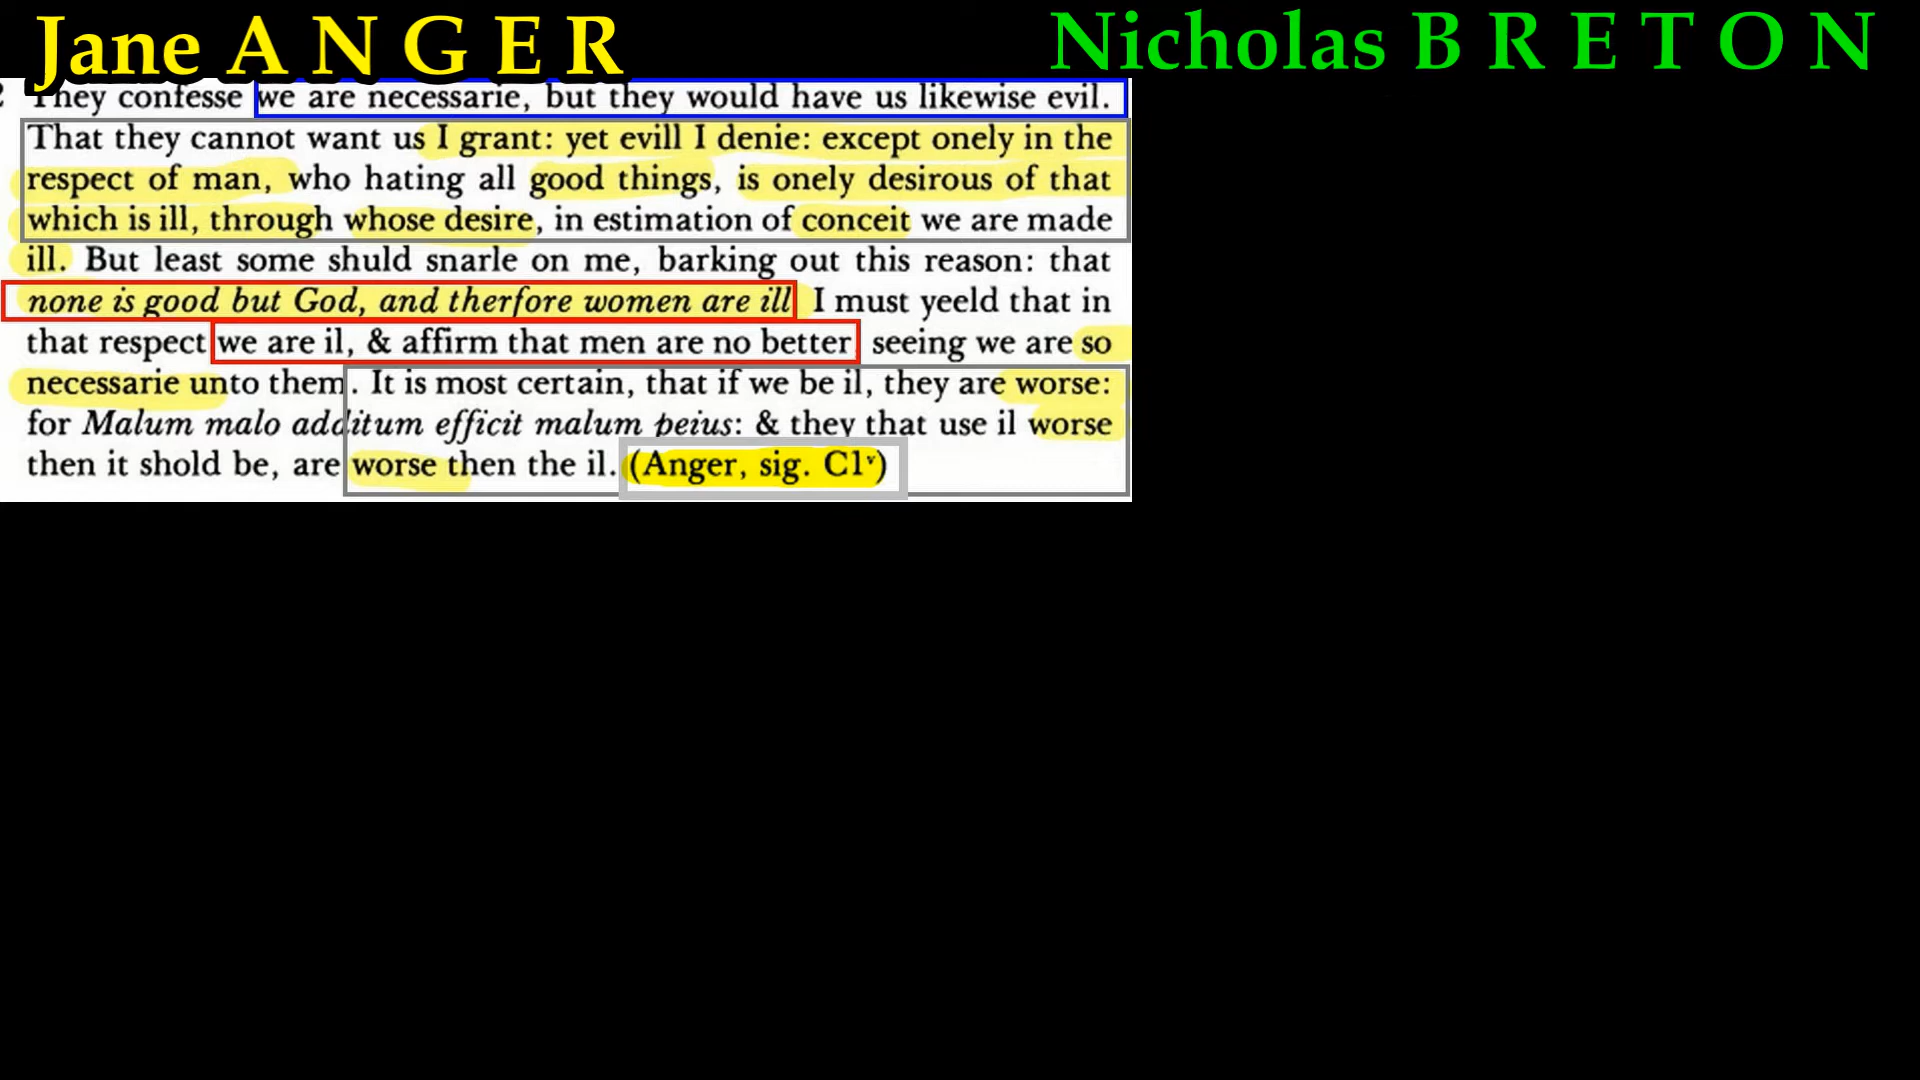 Jane A N G E R
Nicholas B R E T O N
They confesse we are necessarie, but they would have us likewise evil.
That they cannot want us I grant: yet evill I denie: except onely in the
respect of man, who hating all good things, is onely desirous of that
which is ill, through whose desire, in estimation of conceit we are made
ill. But least some shuld snarle on me, barking out this reason: that
none is good but God, and therfore women are ill I must yeeld that in
that respect we are il, & affirm that men are no better seeing we are so
necessarie unto them. It is most certain, that if we be il, they are worse:
for Malum malo additum efficit malum peius: & they that use il worse
then it shold be, are worse then the il. (Anger, sig. C1ᵛ)